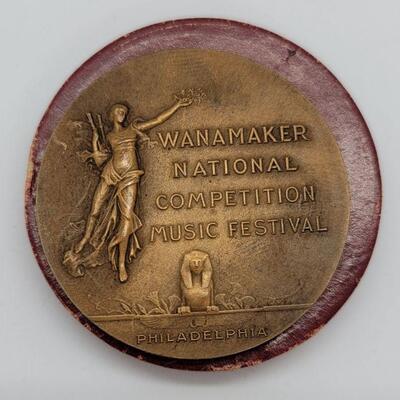 WANAMAKER
NATIONAL
COMPETITION
MUSIC FESTIVAL
PHILADELPHIA